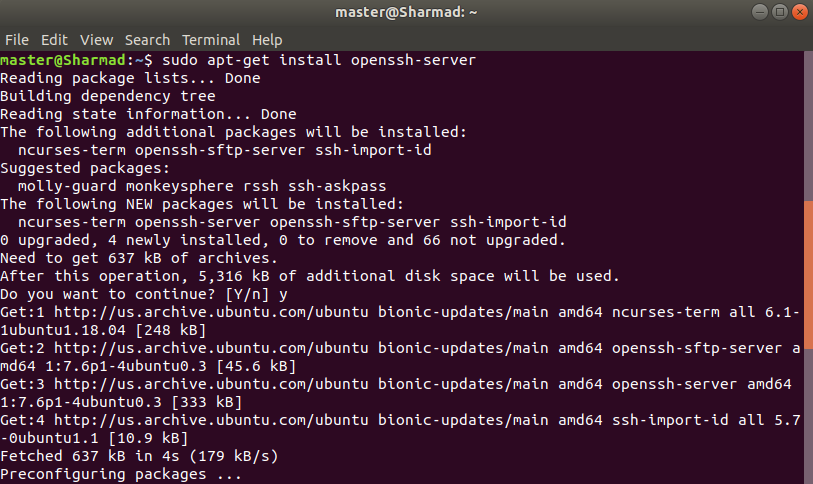 master@Sharmad: ~
File Edit View Search Terminal Help
master@Sharmad:~$ sudo apt-get install openssh-server
Reading package lists... Done
Building dependency tree
Reading state information... Done
The following additional packages will be installed:
  ncurses-term openssh-sftp-server ssh-import-id
Suggested packages:
  molly-guard monkeysphere rssh ssh-askpass
The following NEW packages will be installed:
  ncurses-term openssh-server openssh-sftp-server ssh-import-id
0 upgraded, 4 newly installed, 0 to remove and 66 not upgraded.
Need to get 637 kB of archives.
After this operation, 5,316 kB of additional disk space will be used.
Do you want to continue? [Y/n] y
Get:1 http://us.archive.ubuntu.com/ubuntu bionic-updates/main amd64 ncurses-term all 6.1-
1ubuntu1.18.04 [248 kB]
Get:2 http://us.archive.ubuntu.com/ubuntu bionic-updates/main amd64 openssh-sftp-server a
md64 1:7.6p1-4ubuntu0.3 [45.6 kB]
Get:3 http://us.archive.ubuntu.com/ubuntu bionic-updates/main amd64 openssh-server amd64
1:7.6p1-4ubuntu0.3 [333 kB]
Get:4 http://us.archive.ubuntu.com/ubuntu bionic-updates/main amd64 ssh-import-id all 5.7
-0ubuntu1.1 [10.9 kB]
Fetched 637 kB in 4s (179 kB/s)
Preconfiguring packages ...